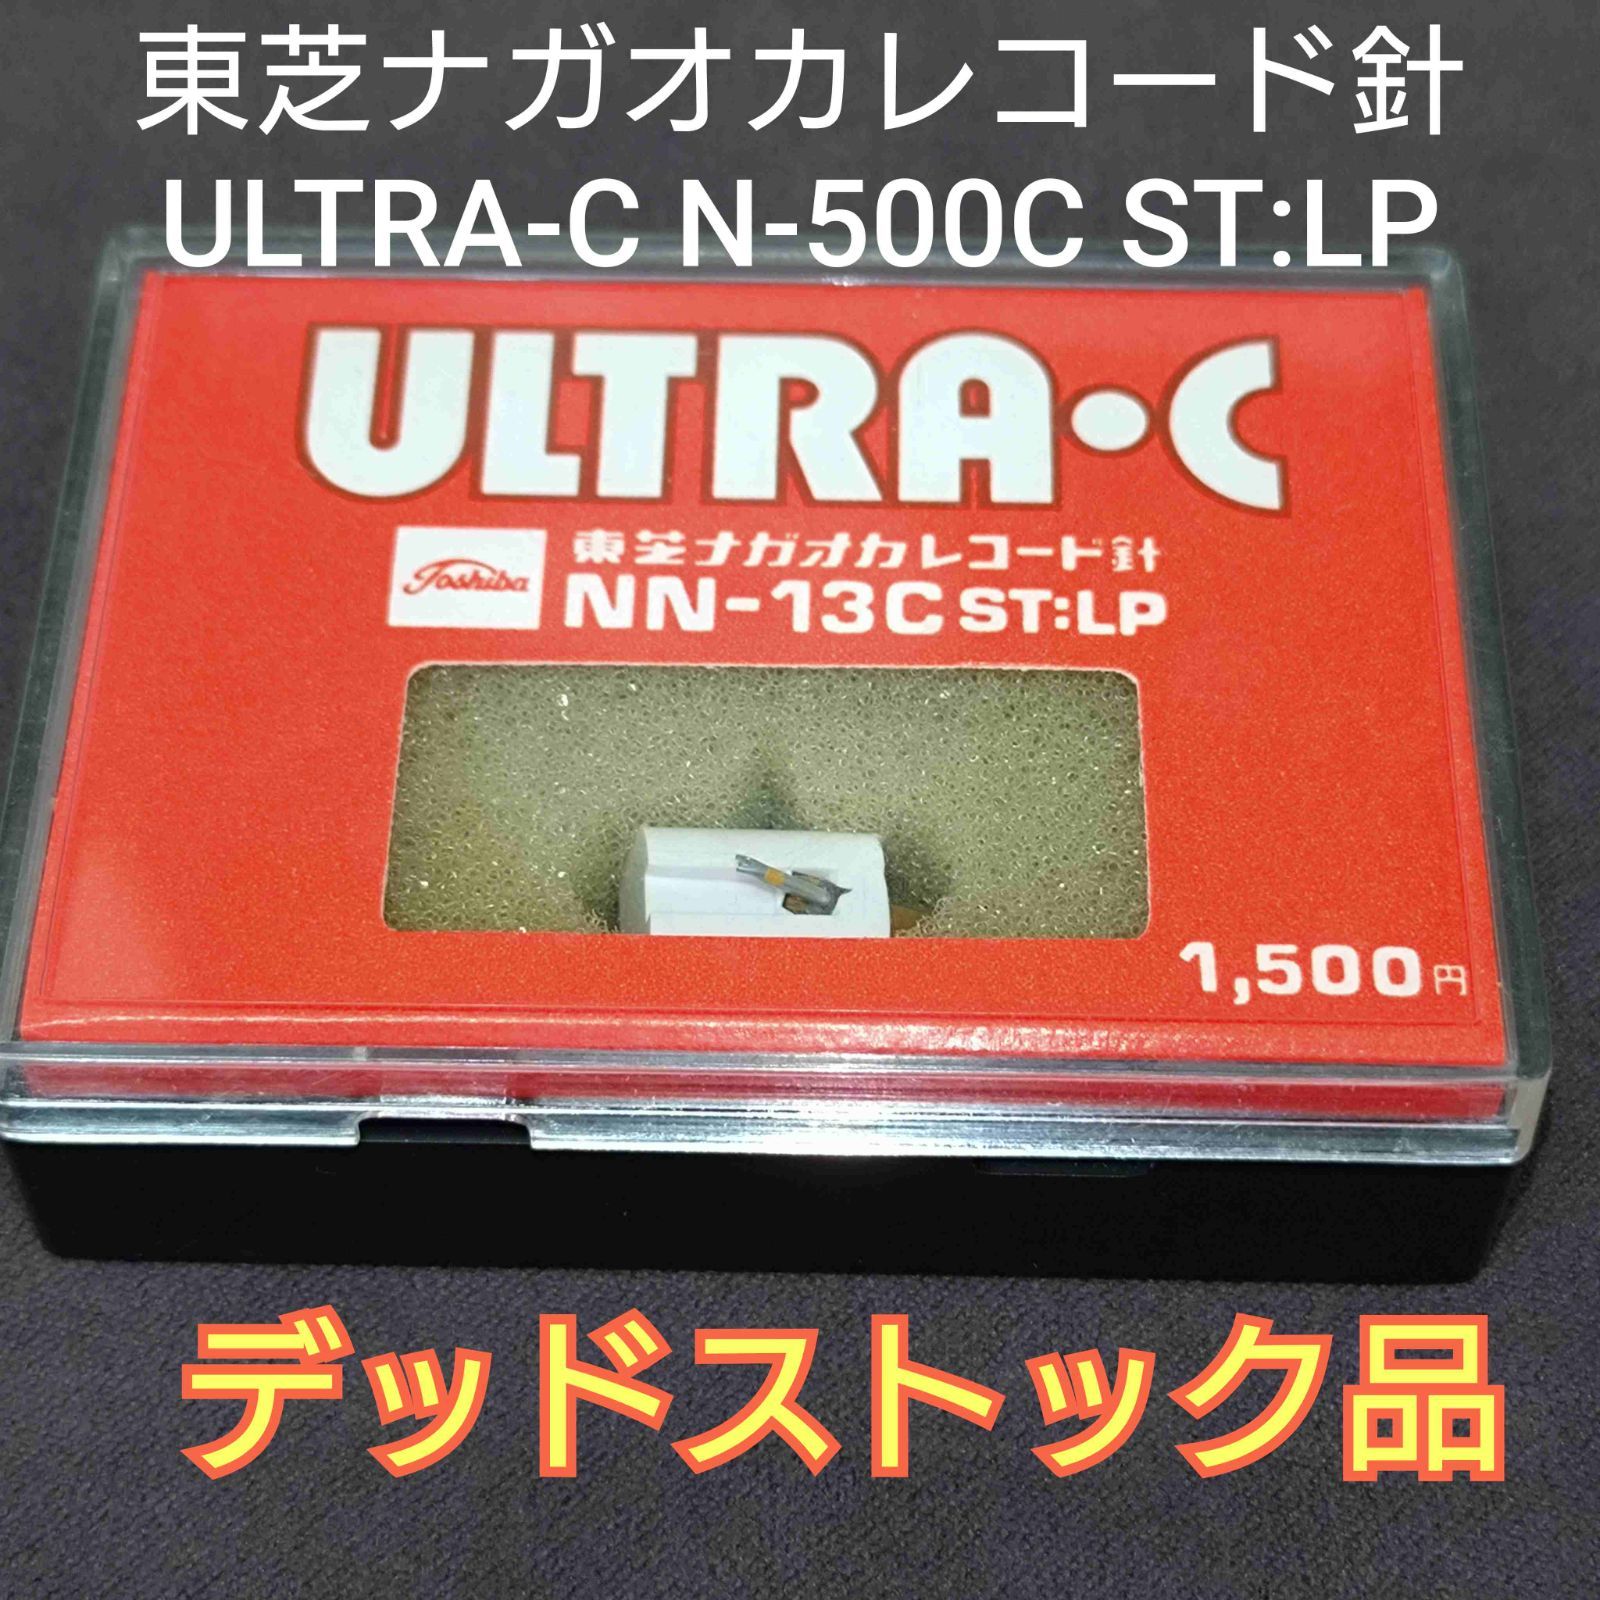 東芝ナガオカレコード針
ULTRA-C N-500C ST:LP
ULTRA•C
Toshiba
東芝ナガオカレコード針
NN-13C ST:LP
1,500円
デッドストック品